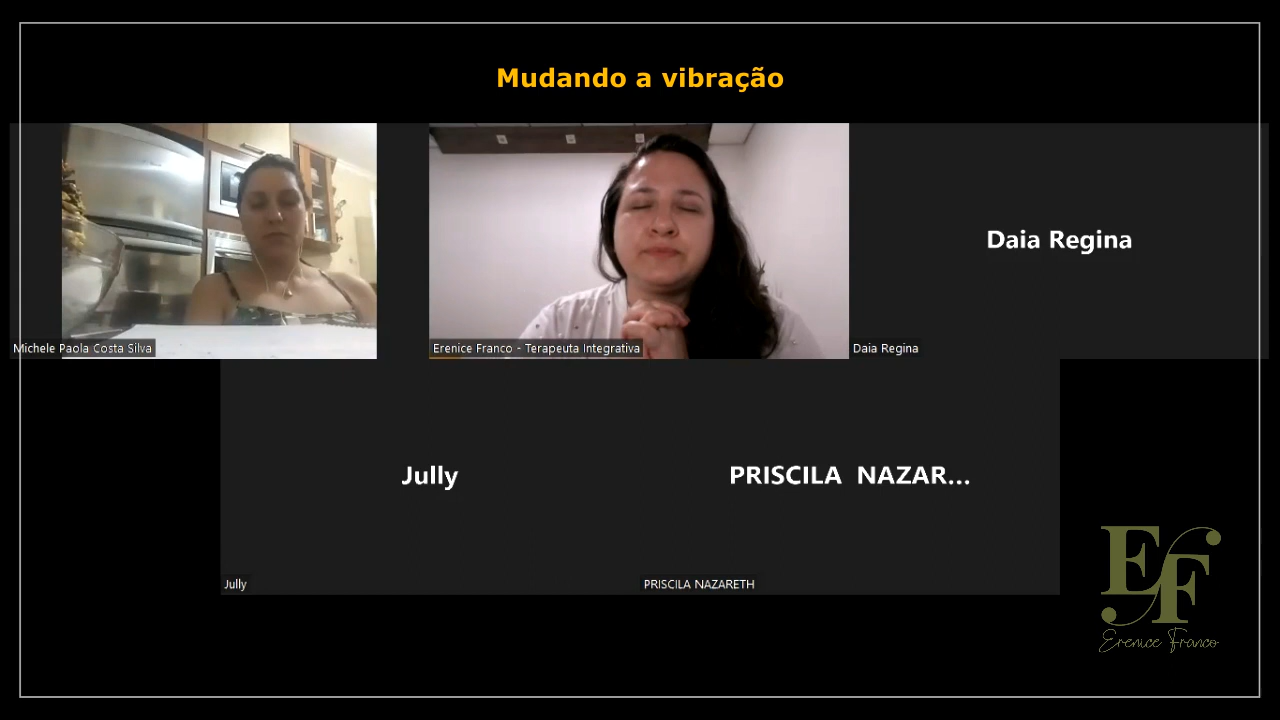 Mudando a vibração
Michele Paola Costa Silva
Erenice Franco - Terapeuta Integrativa
Daia Regina
Daia Regina
Jully
PRISCILA NAZAR...
Jully
PRISCILA NAZARETH
EF
Erenice Franco